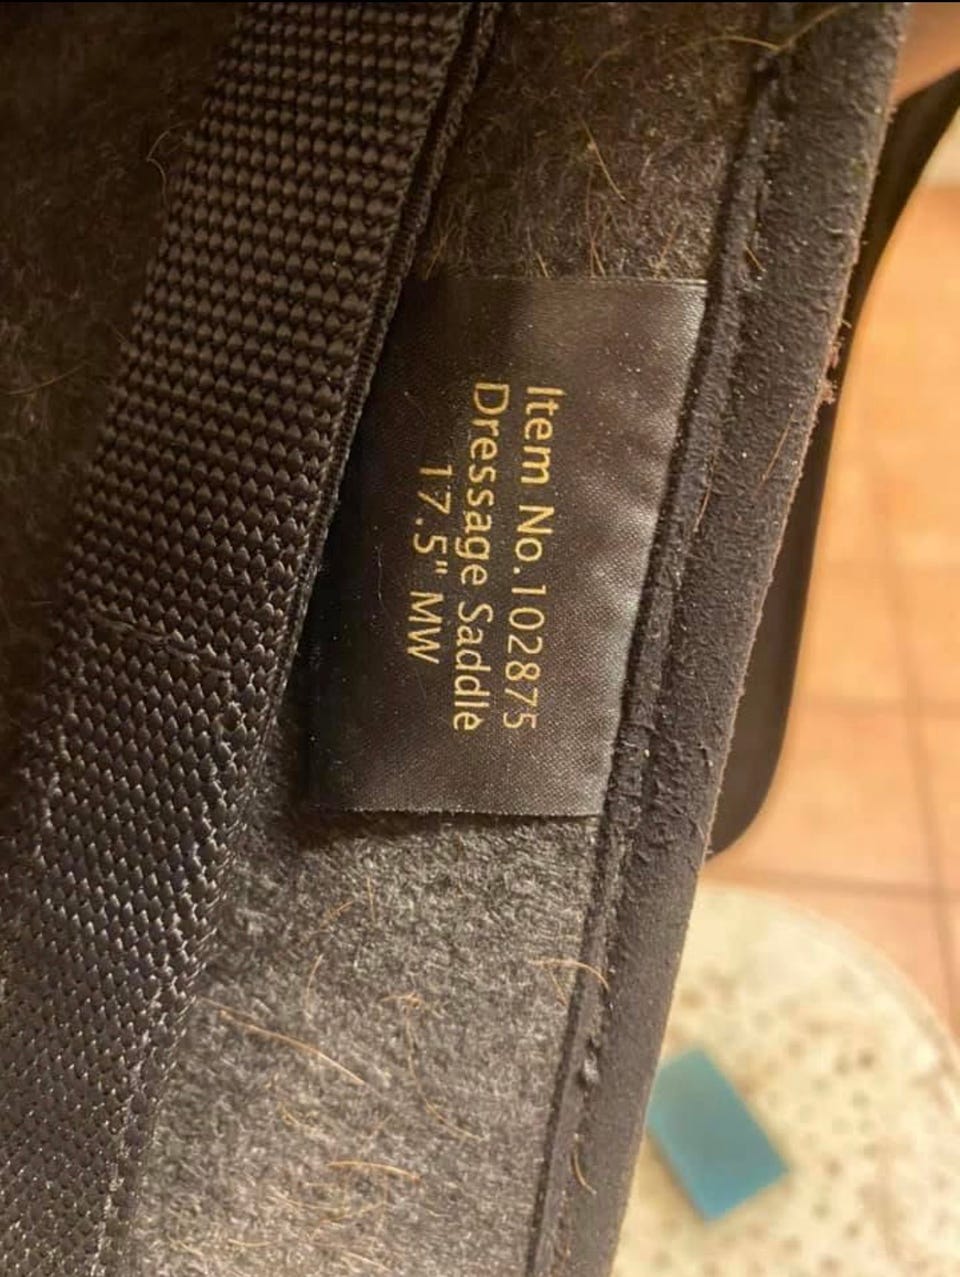 Item No.102875
Dressage Saddle
17.5" MW